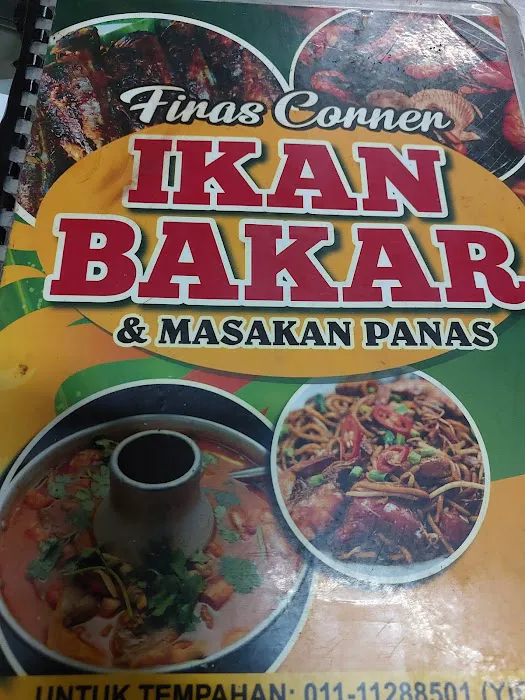 Firas Corner
IKAN
BAKAR
& MASAKAN PANAS
UNTUK TEMPAHAN: 011-11288501